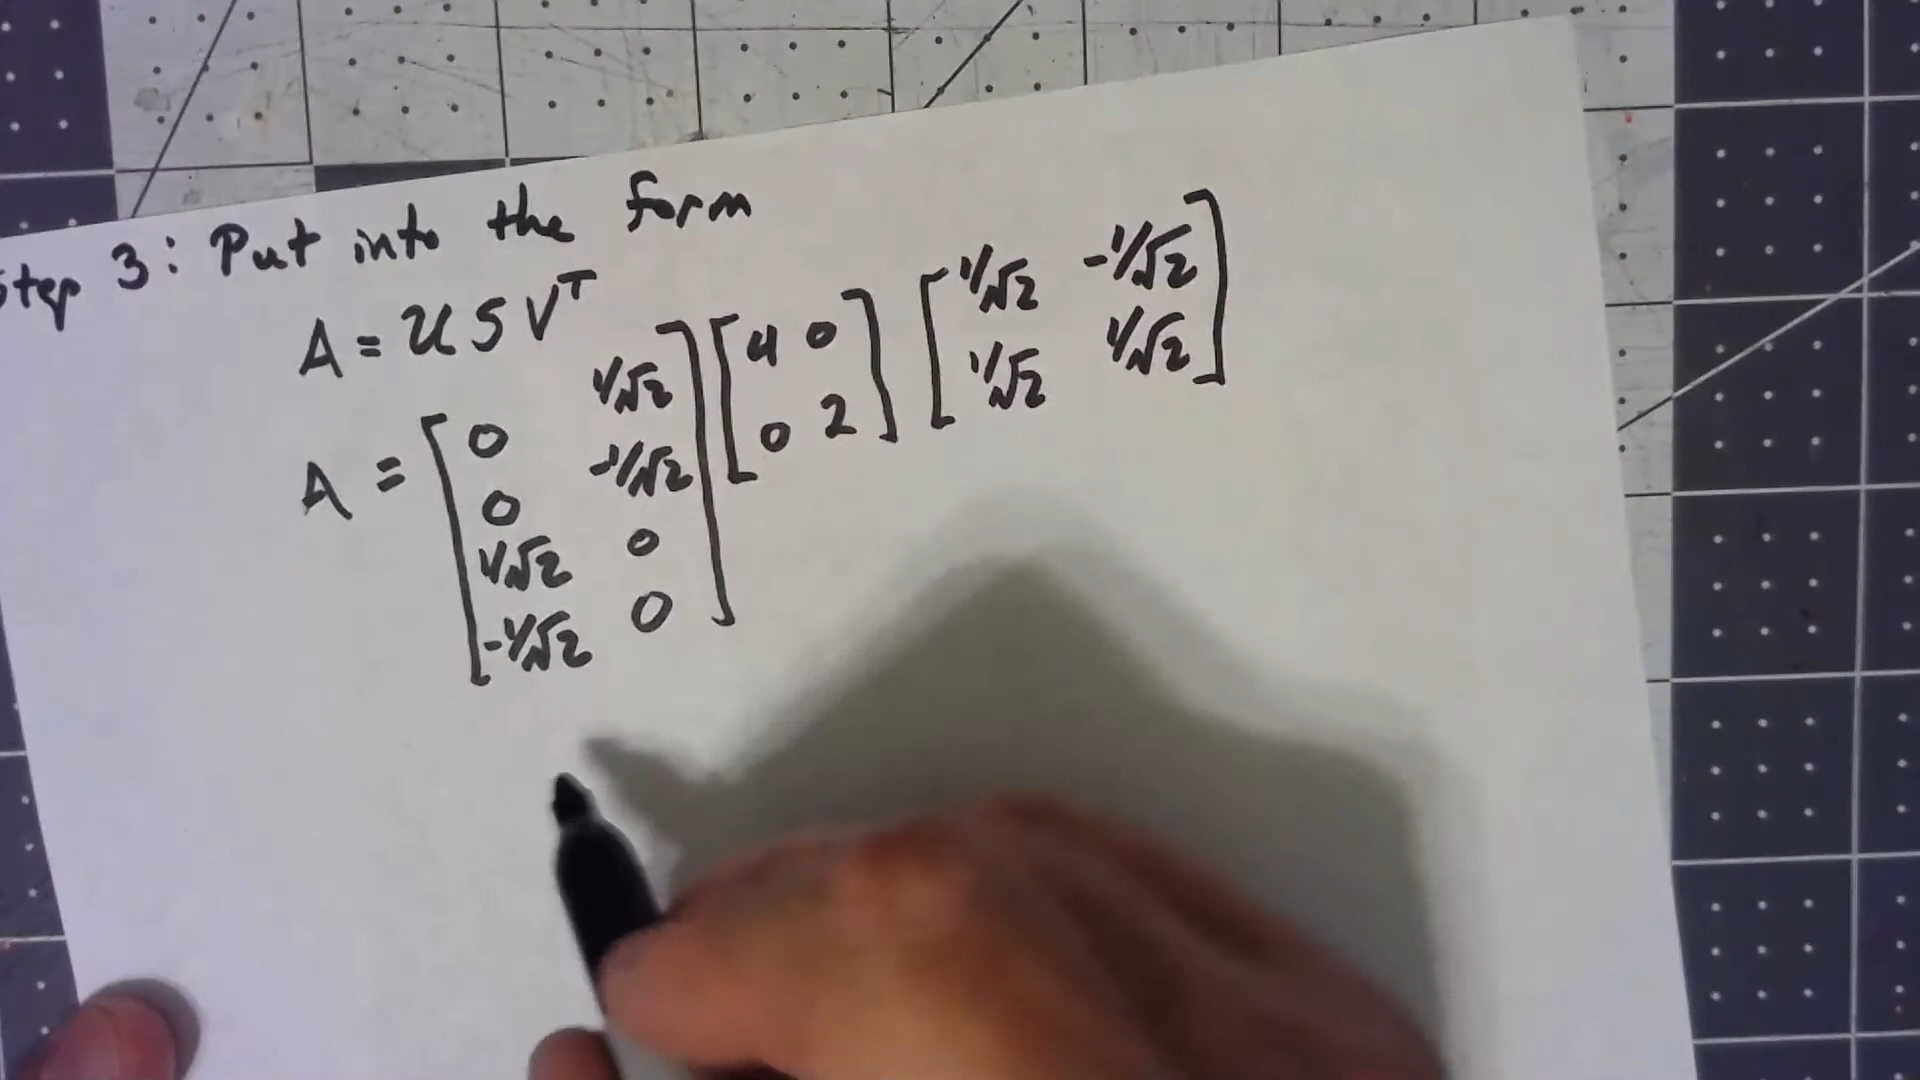 Step 3: Put into the form
A = U S V^T
A = [ 0 1/√2 ] [ 4 0 ] [ 1/√2 -1/√2 ]
[ 0 -1/√2 ] [ 0 2 ] [ 1/√2 1/√2 ]
[ 1/√2 0 ]
[ -1/√2 0 ]